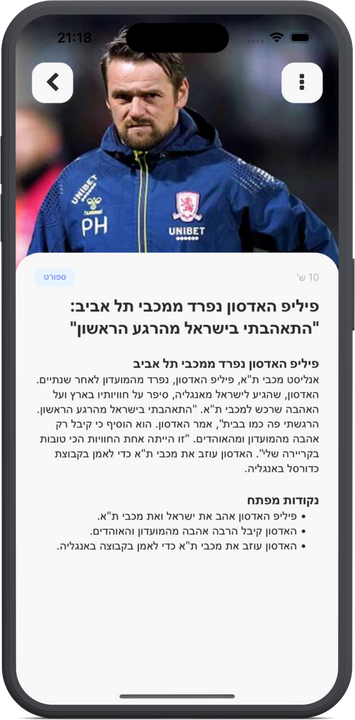 21:18
UNIBET
PH
UNIBET
ספורט
10 ש'
פיליפ האדסון נפרד ממכבי תל אביב:
"התאהבתי בישראל מהרגע הראשון"
פיליפ האדסון נפרד ממכבי תל אביב
אנליסט מכבי ת"א, פיליפ האדסון, נפרד מהמועדון לאחר שנתיים.
האדסון, שהגיע לישראל מאנגליה, סיפר על חוויותיו בארץ ועל
האהבה שרכש למכבי ת"א. "התאהבתי בישראל מהרגע הראשון.
הרגשתי פה כמו בבית", אמר האדסון. הוא הוסיף כי קיבל רק
אהבה מהמועדון ומהאוהדים. "זו הייתה אחת החוויות הכי טובות
בקריירה שלי". האדסון עוזב את מכבי ת"א כדי לאמן בקבוצת
כדורסל באנגליה.
נקודות מפתח
• פיליפ האדסון אהב את ישראל ואת מכבי ת"א.
• האדסון קיבל הרבה אהבה מהמועדון והאוהדים.
• האדסון עוזב את מכבי ת"א כדי לאמן בקבוצה באנגליה.